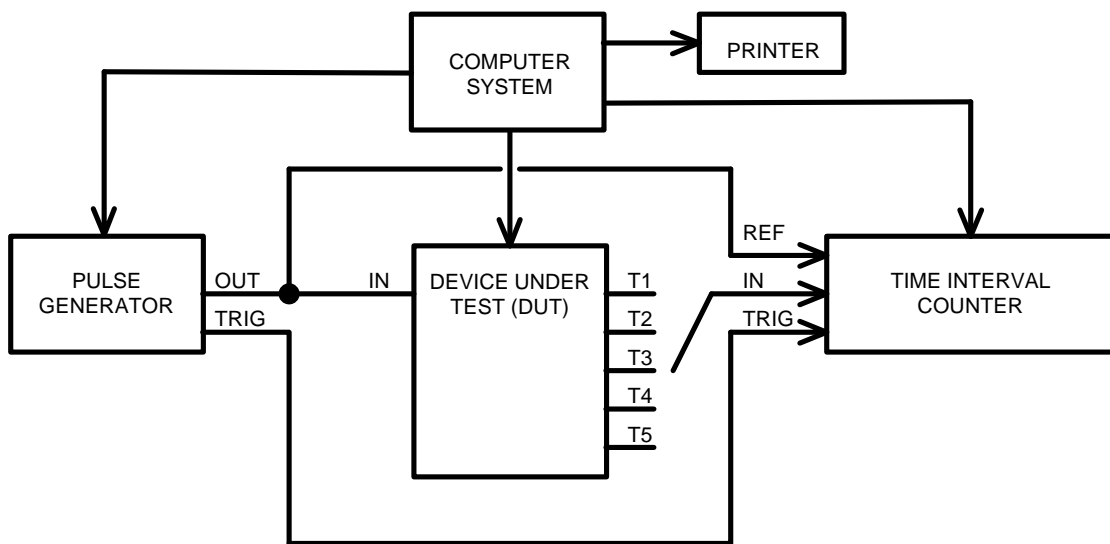 COMPUTER
SYSTEM
PRINTER
PULSE
GENERATOR
OUT
TRIG
IN
DEVICE UNDER
TEST (DUT)
T1
T2
T3
T4
T5
REF
IN
TRIG
TIME INTERVAL
COUNTER